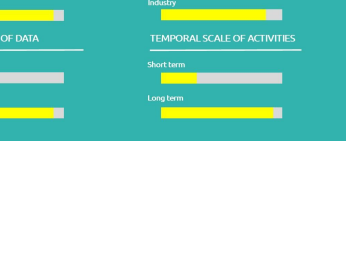 Industry
OF DATA
TEMPORAL SCALE OF ACTIVITIES
Short term
Long term